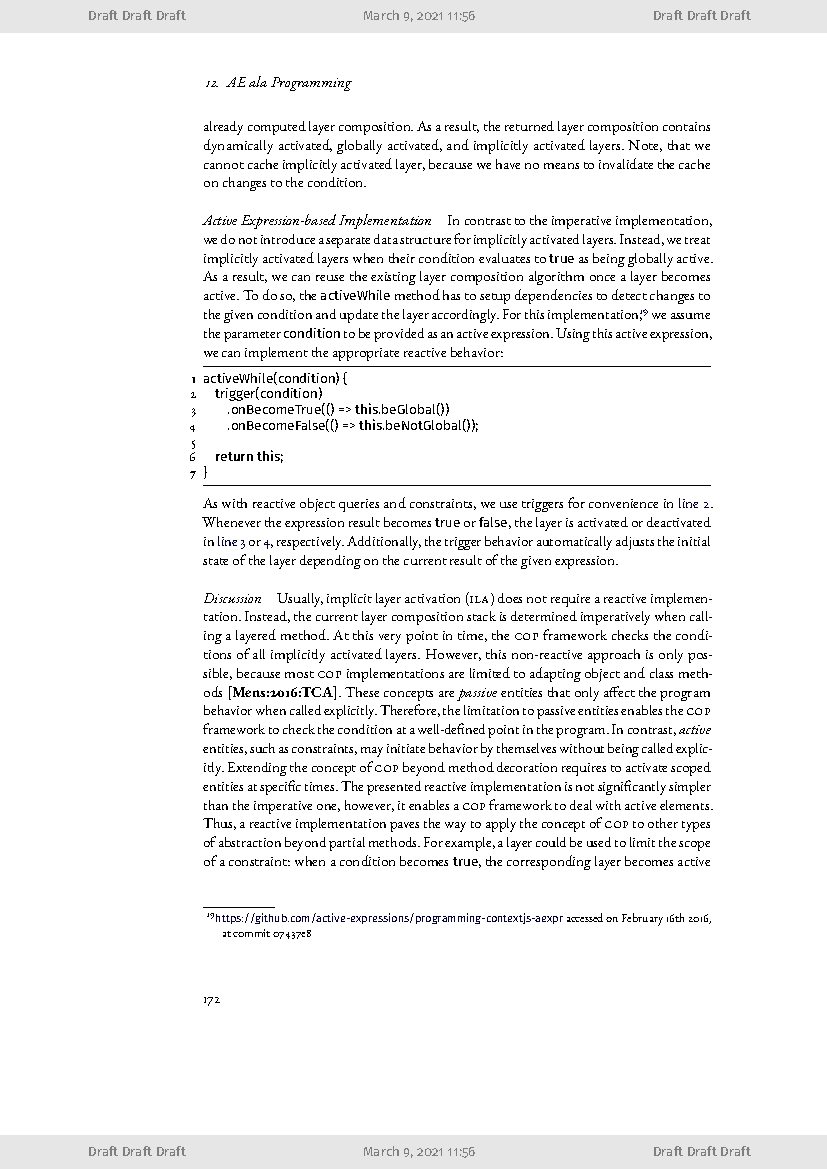 Draft Draft Draft March 9, 2021 11:56 Draft Draft Draft
12. AE ala Programming
already computed layer composition. As a result, the returned layer composition contains
dynamically activated, globally activated, and implicitly activated layers. Note, that we
cannot cache implicitly activated layer, because we have no means to invalidate the cache
on changes to the condition.
Active Expression-based Implementation In contrast to the imperative implementation,
we do not introduce a separate data structure for implicitly activated layers. Instead, we treat
implicitly activated layers when their condition evaluates to true as being globally active.
As a result, we can reuse the existing layer composition algorithm once a layer becomes
active. To do so, the activeWhile method has to setup dependencies to detect changes to
the given condition and update the layer accordingly. For this implementation,19 we assume
the parameter condition to be provided as an active expression. Using this active expression,
we can implement the appropriate reactive behavior:
1 activeWhile(condition) {
2 trigger(condition)
3 .onBecomeTrue(() => this.beGlobal())
4 .onBecomeFalse(() => this.beNotGlobal());
5
6 return this;
7 }
As with reactive object queries and constraints, we use triggers for convenience in line 2.
Whenever the expression result becomes true or false, the layer is activated or deactivated
in line 3 or 4, respectively. Additionally, the trigger behavior automatically adjusts the initial
state of the layer depending on the current result of the given expression.
Discussion Usually, implicit layer activation (ILA) does not require a reactive implemen-
tation. Instead, the current layer composition stack is determined imperatively when call-
ing a layered method. At this very point in time, the COP framework checks the condi-
tions of all implicitly activated layers. However, this non-reactive approach is only pos-
sible, because most COP implementations are limited to adapting object and class meth-
ods [Mens:2016:TCA]. These concepts are passive entities that only affect the program
behavior when called explicitly. Therefore, the limitation to passive entities enables the COP
framework to check the condition at a well-defined point in the program. In contrast, active
entities, such as constraints, may initiate behavior by themselves without being called explic-
itly. Extending the concept of COP beyond method decoration requires to activate scoped
entities at specific times. The presented reactive implementation is not significantly simpler
than the imperative one, however, it enables a COP framework to deal with active elements.
Thus, a reactive implementation paves the way to apply the concept of COP to other types
of abstraction beyond partial methods. For example, a layer could be used to limit the scope
of a constraint: when a condition becomes true, the corresponding layer becomes active
19https://github.com/active-expressions/programming-contextjs-aexpr accessed on February 16th 2016,
at commit 07437e8
172
Draft Draft Draft March 9, 2021 11:56 Draft Draft Draft